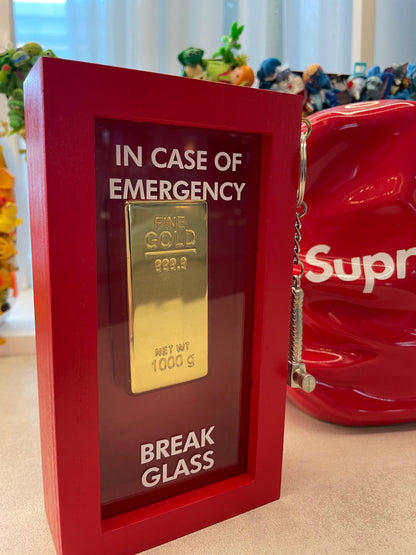 IN CASE OF
EMERGENCY
FINE
GOLD
999.9
NET WT
1000 g
BREAK
GLASS
Supr